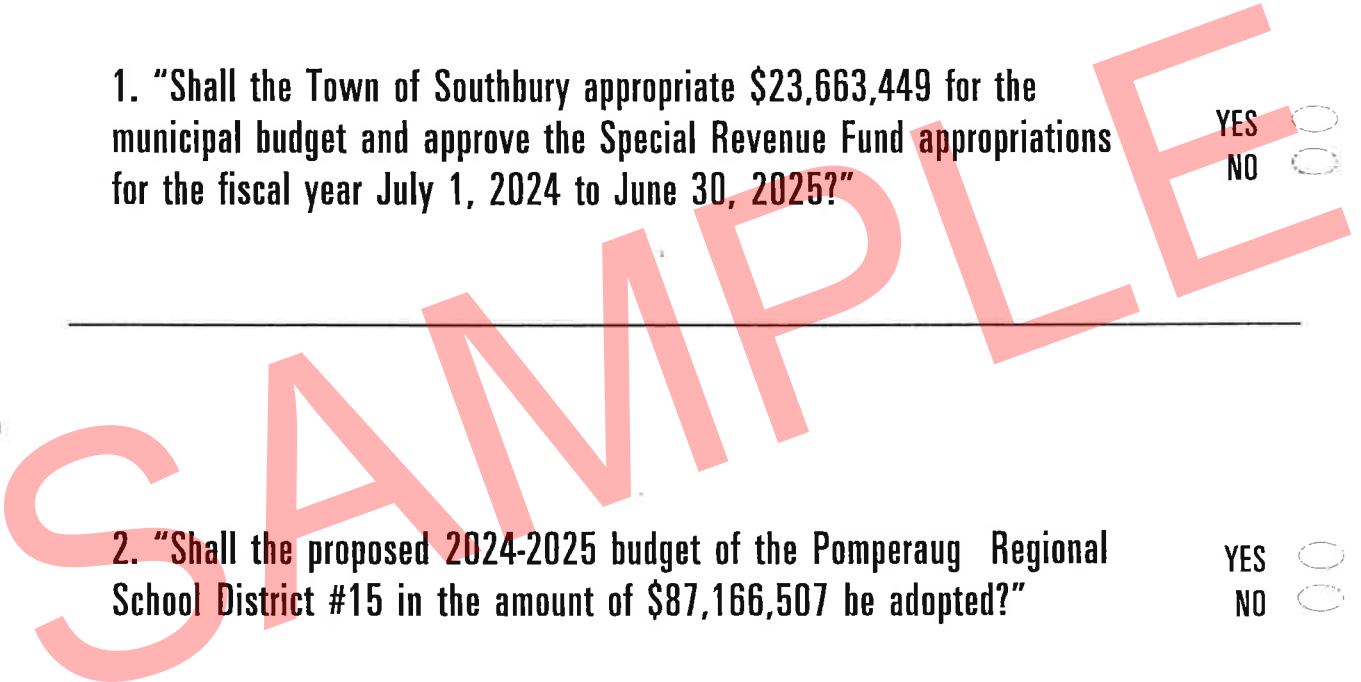 1. “Shall the Town of Southbury appropriate $23,663,449 for the
municipal budget and approve the Special Revenue Fund appropriations
for the fiscal year July 1, 2024 to June 30, 2025?”
YES
NO
2. “Shall the proposed 2024-2025 budget of the Pomperaug Regional
School District #15 in the amount of $87,166,507 be adopted?”
YES
NO
SAMPLE